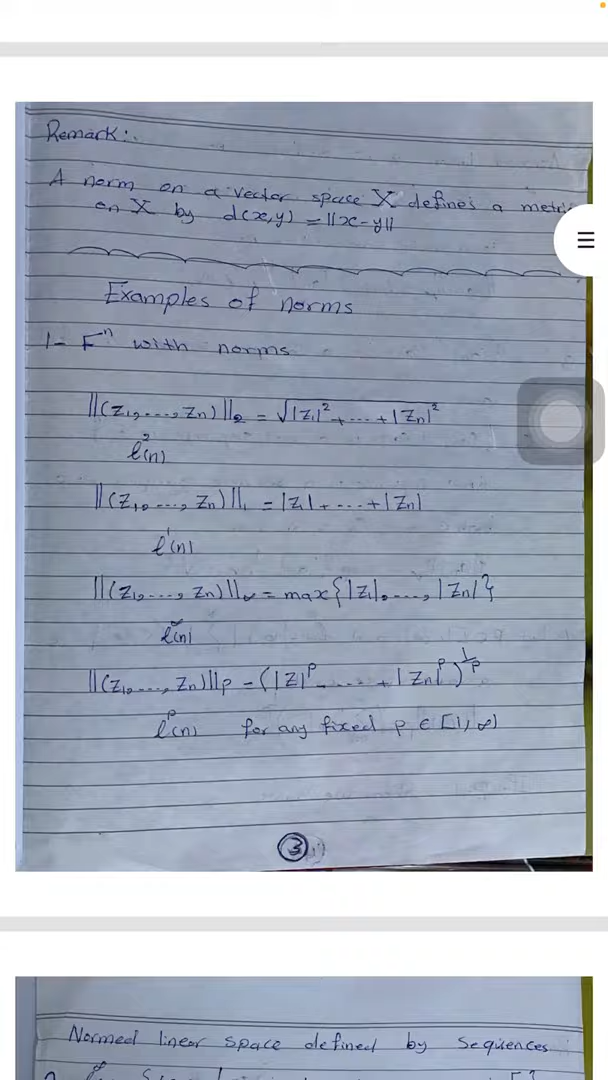 Remark:.
A norm on a vector space X defines a metric
on X by d(x,y) = ||x-y||
Examples of norms
1- Fⁿ with norms
||(z₁, ..., zₙ)||₂ = √|z₁|² + ... + |zₙ|²
ℓ²(n)
||(z₁, ..., zₙ)||₁ = |z₁| + ... + |zₙ|
ℓ¹(n)
||(z₁, ..., zₙ)||∞ = max{|z₁|, ..., |zₙ|}
ℓ∞(n)
||(z₁, ..., zₙ)||p = (|z|ᵖ + ... + |zₙ|ᵖ)^1/p
ℓᵖ(n) for any fixed p ∈ [1, ∞)
3
Normed linear space defined by sequences